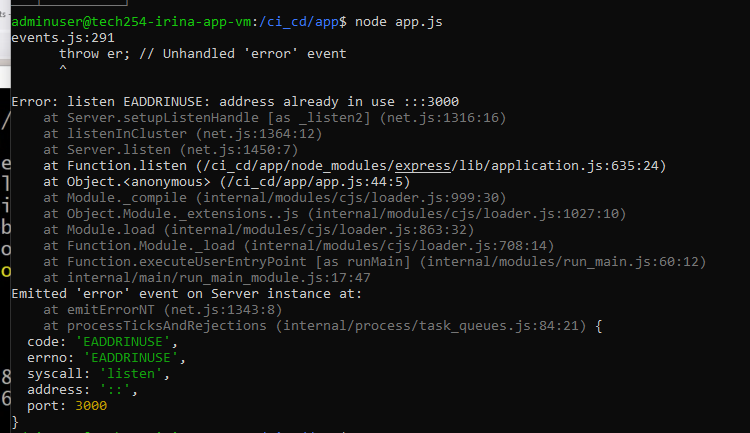 adminuser@tech254-irina-app-vm:/ci_cd/app$ node app.js
events.js:291
      throw er; // Unhandled 'error' event
      ^
Error: listen EADDRINUSE: address already in use :::3000
    at Server.setupListenHandle [as _listen2] (net.js:1316:16)
    at listenInCluster (net.js:1364:12)
    at Server.listen (net.js:1450:7)
    at Function.listen (/ci_cd/app/node_modules/express/lib/application.js:635:24)
    at Object.<anonymous> (/ci_cd/app/app.js:44:5)
    at Module._compile (internal/modules/cjs/loader.js:999:30)
    at Object.Module._extensions..js (internal/modules/cjs/loader.js:1027:10)
    at Module.load (internal/modules/cjs/loader.js:863:32)
    at Function.Module._load (internal/modules/cjs/loader.js:708:14)
    at Function.executeUserEntryPoint [as runMain] (internal/modules/run_main.js:60:12)
    at internal/main/run_main_module.js:17:47
Emitted 'error' event on Server instance at:
    at emitErrorNT (net.js:1343:8)
    at processTicksAndRejections (internal/process/task_queues.js:84:21) {
  code: 'EADDRINUSE',
  errno: 'EADDRINUSE',
  syscall: 'listen',
  address: '::',
  port: 3000
}